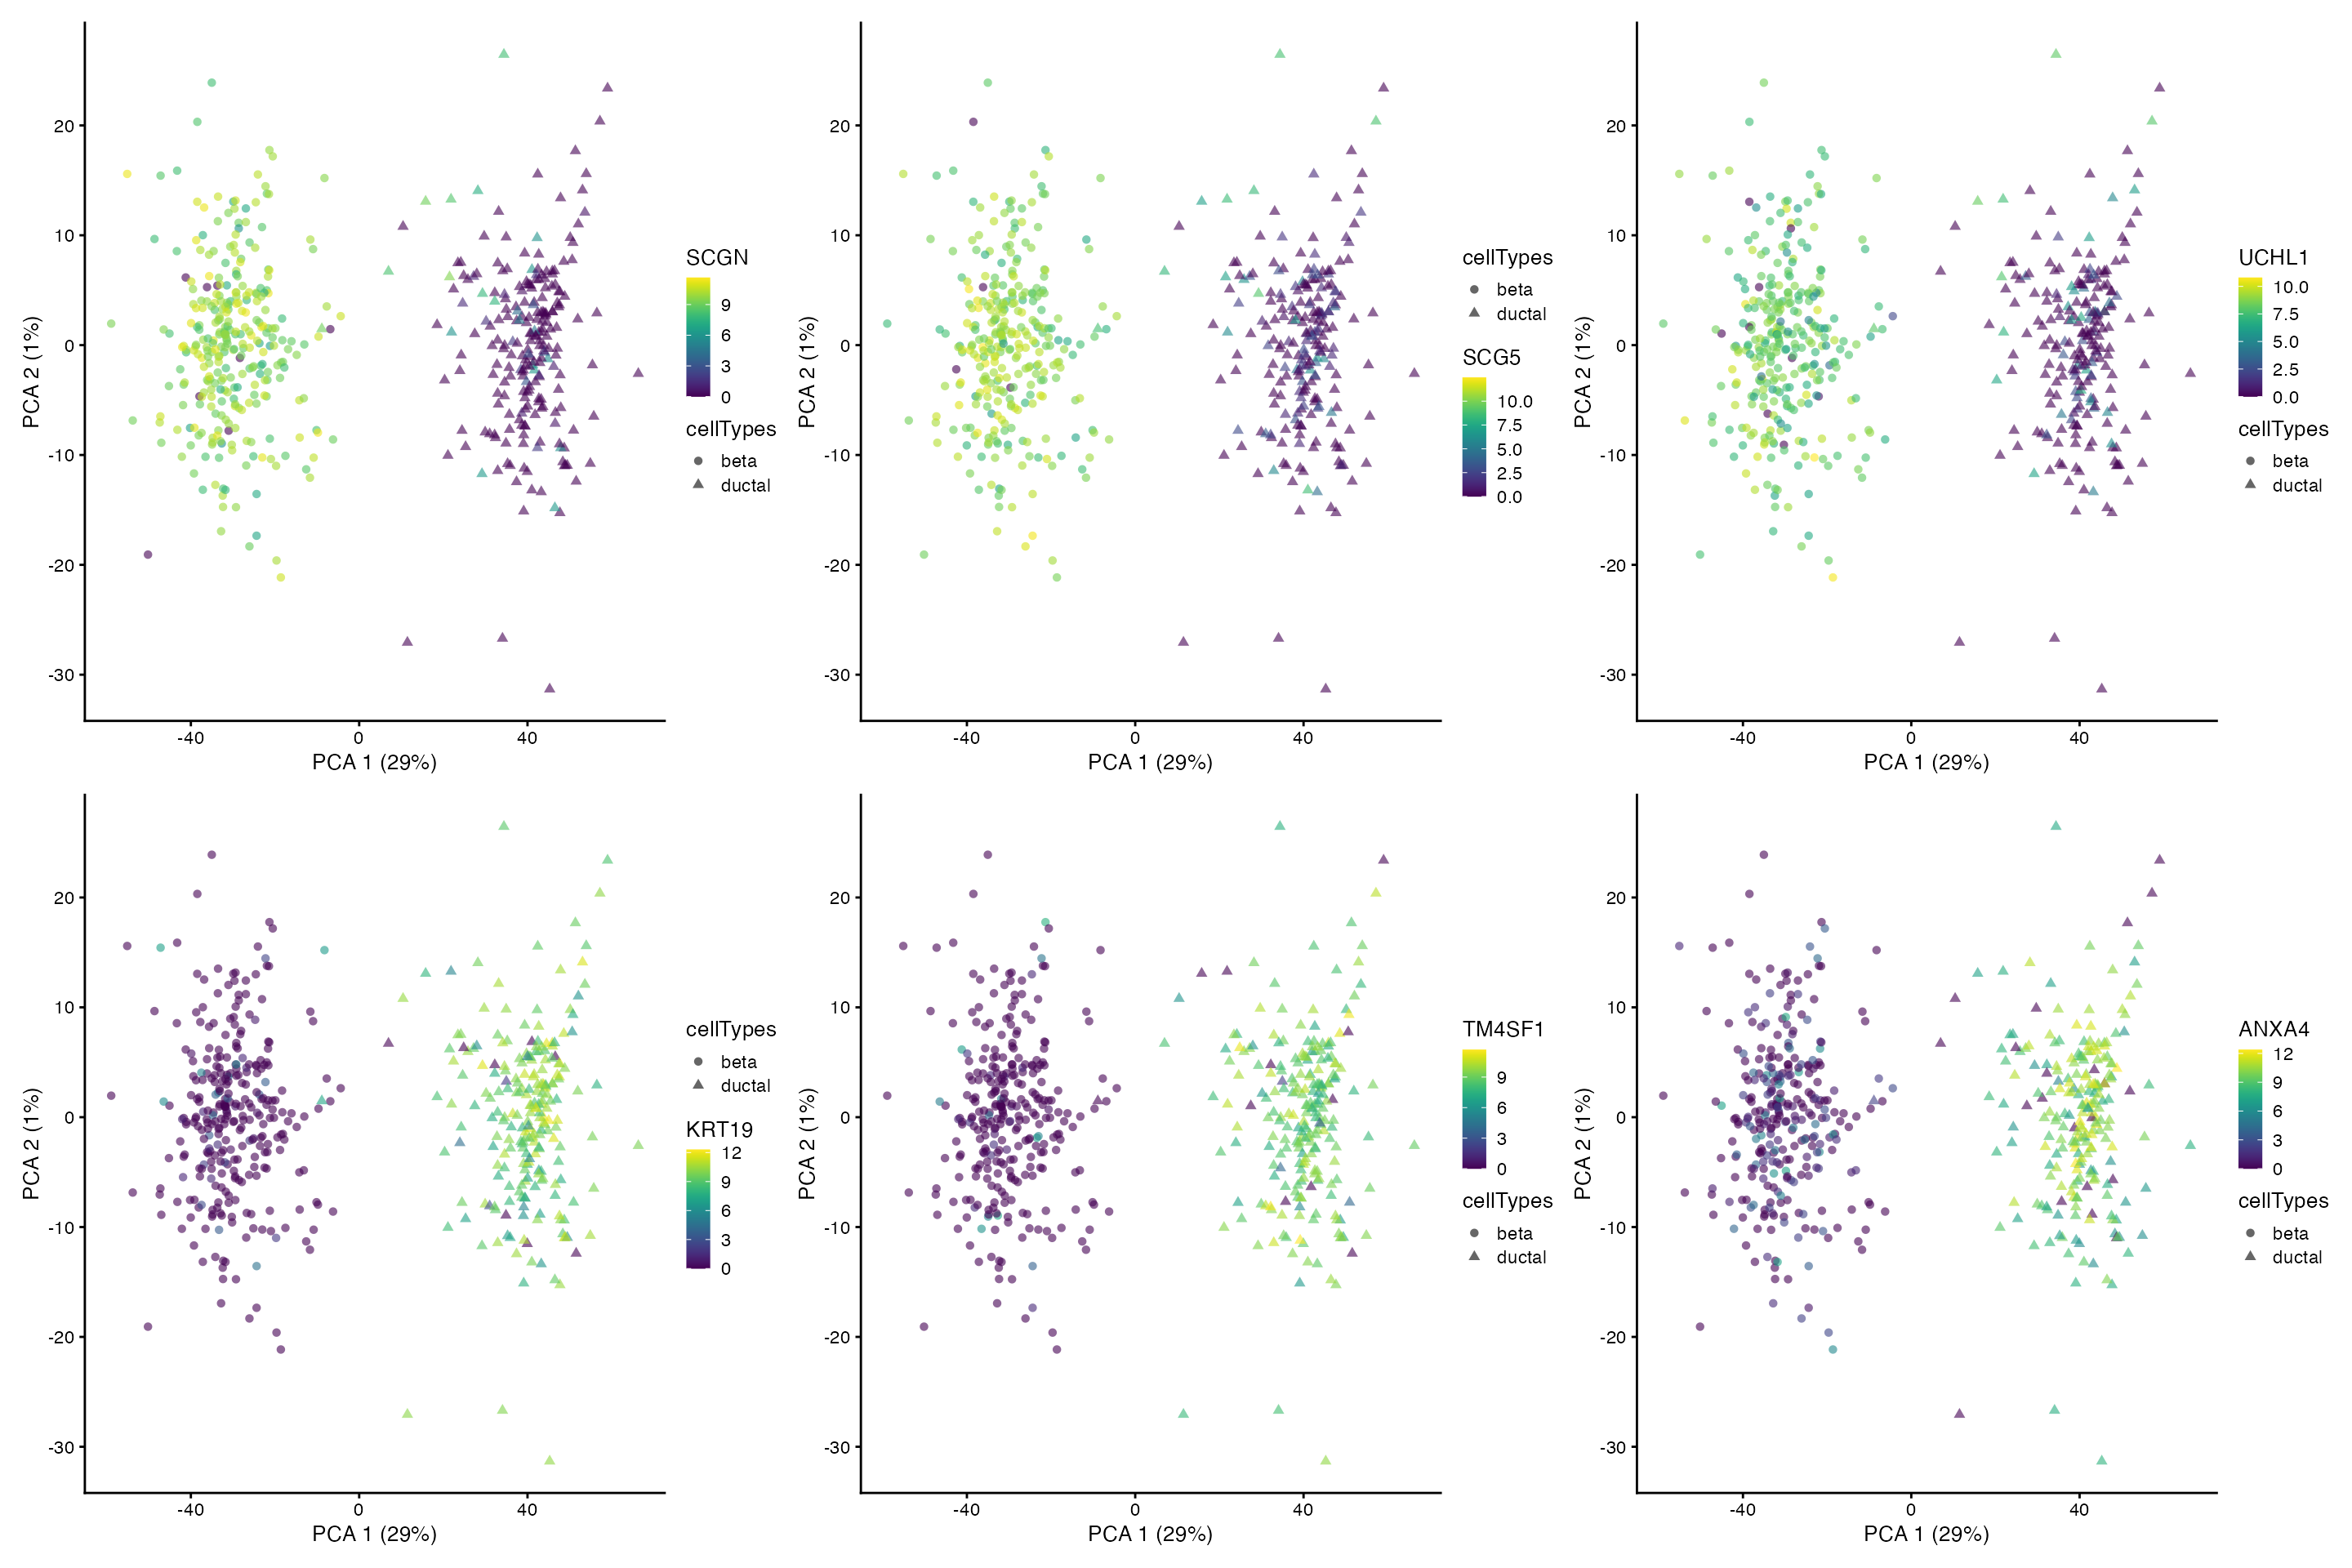 20
10
0
-10
-20
-30
PCA 2 (1%)
-40
0
40
PCA 1 (29%)
SCGN
9
6
3
0
cellTypes
beta
ductal
20
10
0
-10
-20
-30
PCA 2 (1%)
-40
0
40
PCA 1 (29%)
cellTypes
beta
ductal
SCG5
10.0
7.5
5.0
2.5
0.0
20
10
0
-10
-20
-30
PCA 2 (1%)
-40
0
40
PCA 1 (29%)
UCHL1
10.0
7.5
5.0
2.5
0.0
cellTypes
beta
ductal
20
10
0
-10
-20
-30
PCA 2 (1%)
-40
0
40
PCA 1 (29%)
cellTypes
beta
ductal
KRT19
12
9
6
3
0
20
10
0
-10
-20
-30
PCA 2 (1%)
-40
0
40
PCA 1 (29%)
TM4SF1
9
6
3
0
cellTypes
beta
ductal
20
10
0
-10
-20
-30
PCA 2 (1%)
-40
0
40
PCA 1 (29%)
ANXA4
12
9
6
3
0
cellTypes
beta
ductal